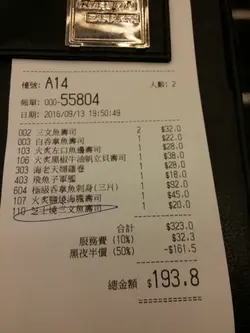 檯號: A14 人數: 2
帳單: 000-55804
日期: 2016/09/13 19:50:49
002 三文魚壽司 2 $32.0
003 白吞拿魚壽司 1 $22.0
103 火炙左口魚邊壽司 1 $28.0
106 火炙黑椒牛油帆立貝壽司 1 $38.0
303 海老天婦羅卷 1 $38.0
403 飛魚子軍艦 1 $52.0
604 極級吞拿魚刺身(三片) 1
107 火炙鹽燒海鰻壽司 1
110 芝士燒三文魚壽司 1 $20.0
合計 $323.0
服務費 (10%) $32.3
黑夜半價 (50%) -$161.5
總金額 $193.8